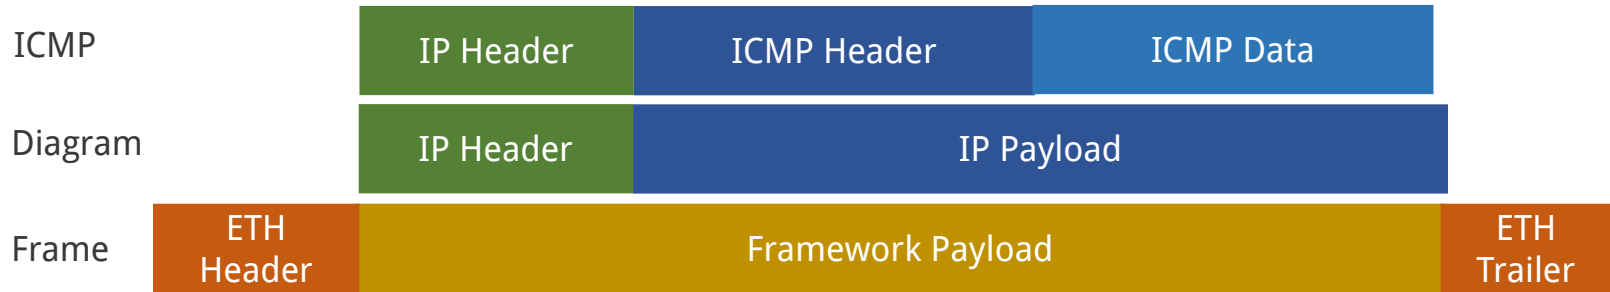 ICMP
IP Header
ICMP Header
ICMP Data
Diagram
IP Header
IP Payload
Frame
ETH
Header
Framework Payload
ETH
Trailer